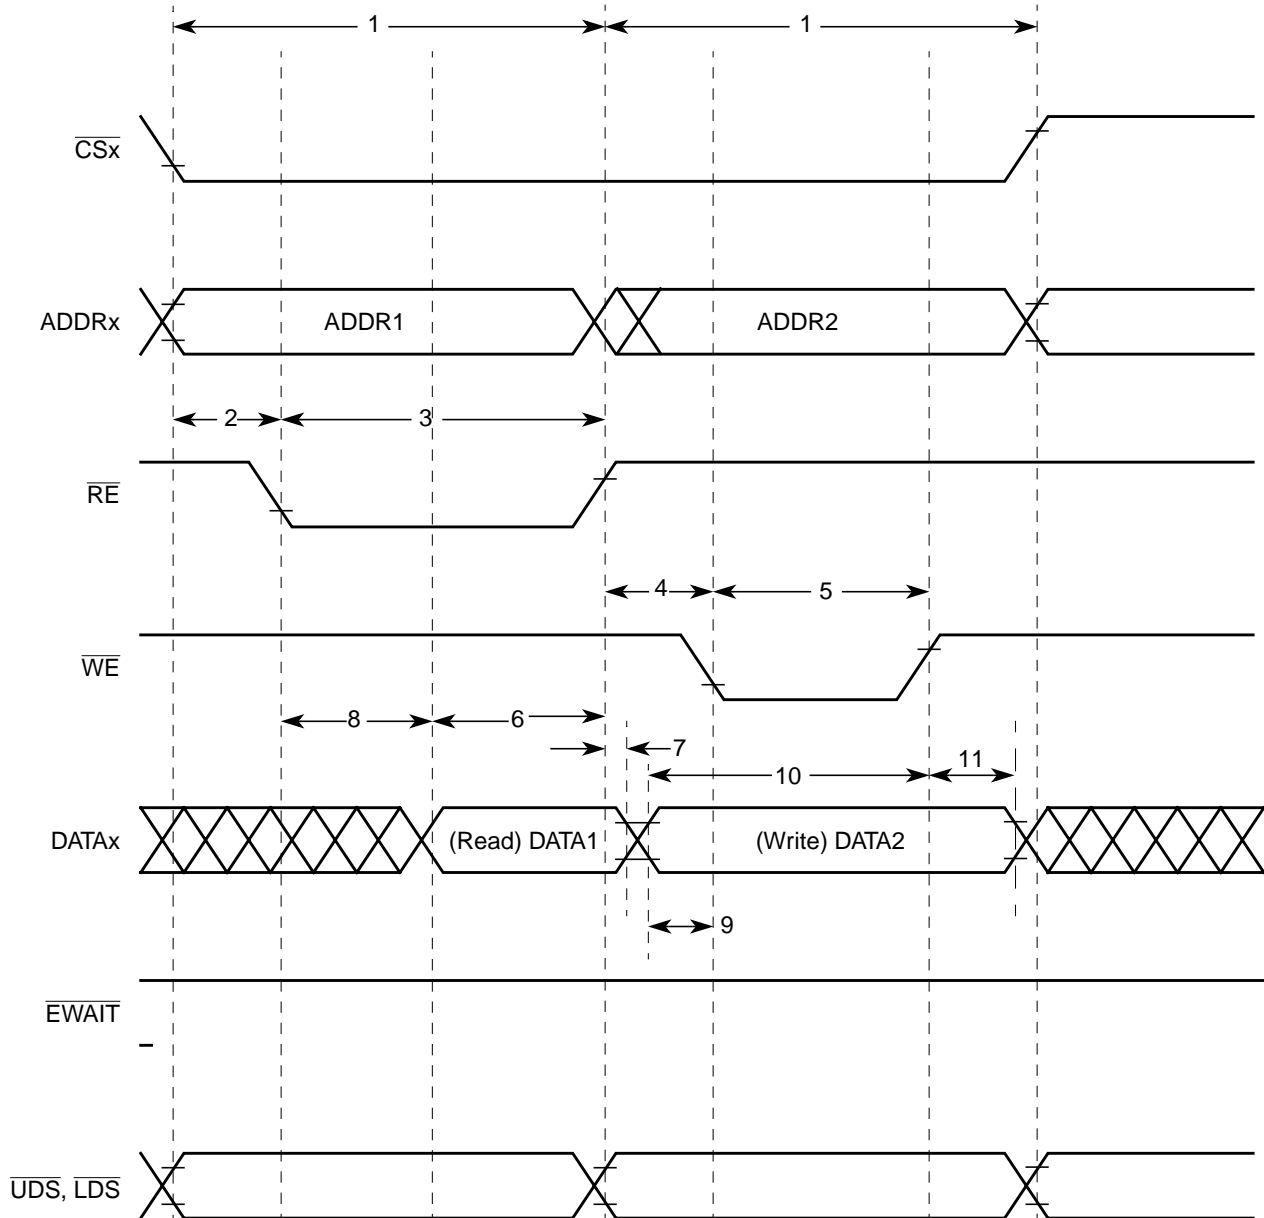 1 1
CSx
ADDRx ADDR1 ADDR2
2 3
RE
4 5
WE
8 6
7
10 11
DATAx (Read) DATA1 (Write) DATA2
9
EWAIT
UDS, LDS